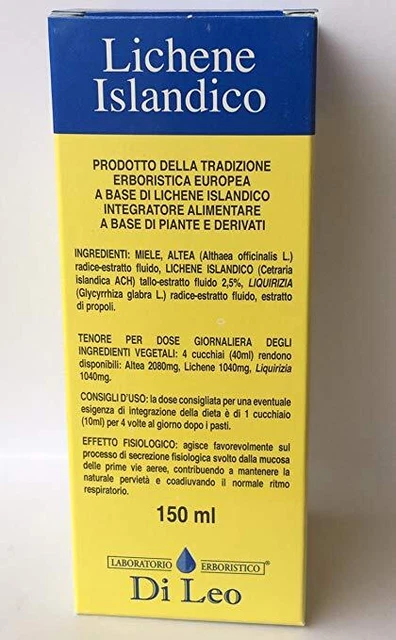 Lichene
Islandico
PRODOTTO DELLA TRADIZIONE
ERBORISTICA EUROPEA
A BASE DI LICHENE ISLANDICO
INTEGRATORE ALIMENTARE
A BASE DI PIANTE E DERIVATI
INGREDIENTI: MIELE, ALTEA (Althaea officinalis L.)
radice-estratto fluido, LICHENE ISLANDICO (Cetraria
islandica ACH) tallo-estratto fluido 2,5%, LIQUIRIZIA
(Glycyrrhiza glabra L.) radice-estratto fluido, estratto
di propoli.
TENORE PER DOSE GIORNALIERA DEGLI
INGREDIENTI VEGETALI: 4 cucchiai (40ml) rendono
disponibili: Altea 2080mg, Lichene 1040mg, Liquirizia
1040mg.
CONSIGLI D'USO: la dose consigliata per una eventuale
esigenza di integrazione della dieta è di 1 cucchiaio
(10ml) per 4 volte al giorno dopo i pasti.
EFFETTO FISIOLOGICO: agisce favorevolmente sul
processo di secrezione fisiologica svolto dalla mucosa
delle prime vie aeree, contribuendo a mantenere la
naturale pervietà e coadiuvando il normale ritmo
respiratorio.
150 ml
LABORATORIO ERBORISTICO®
Di Leo